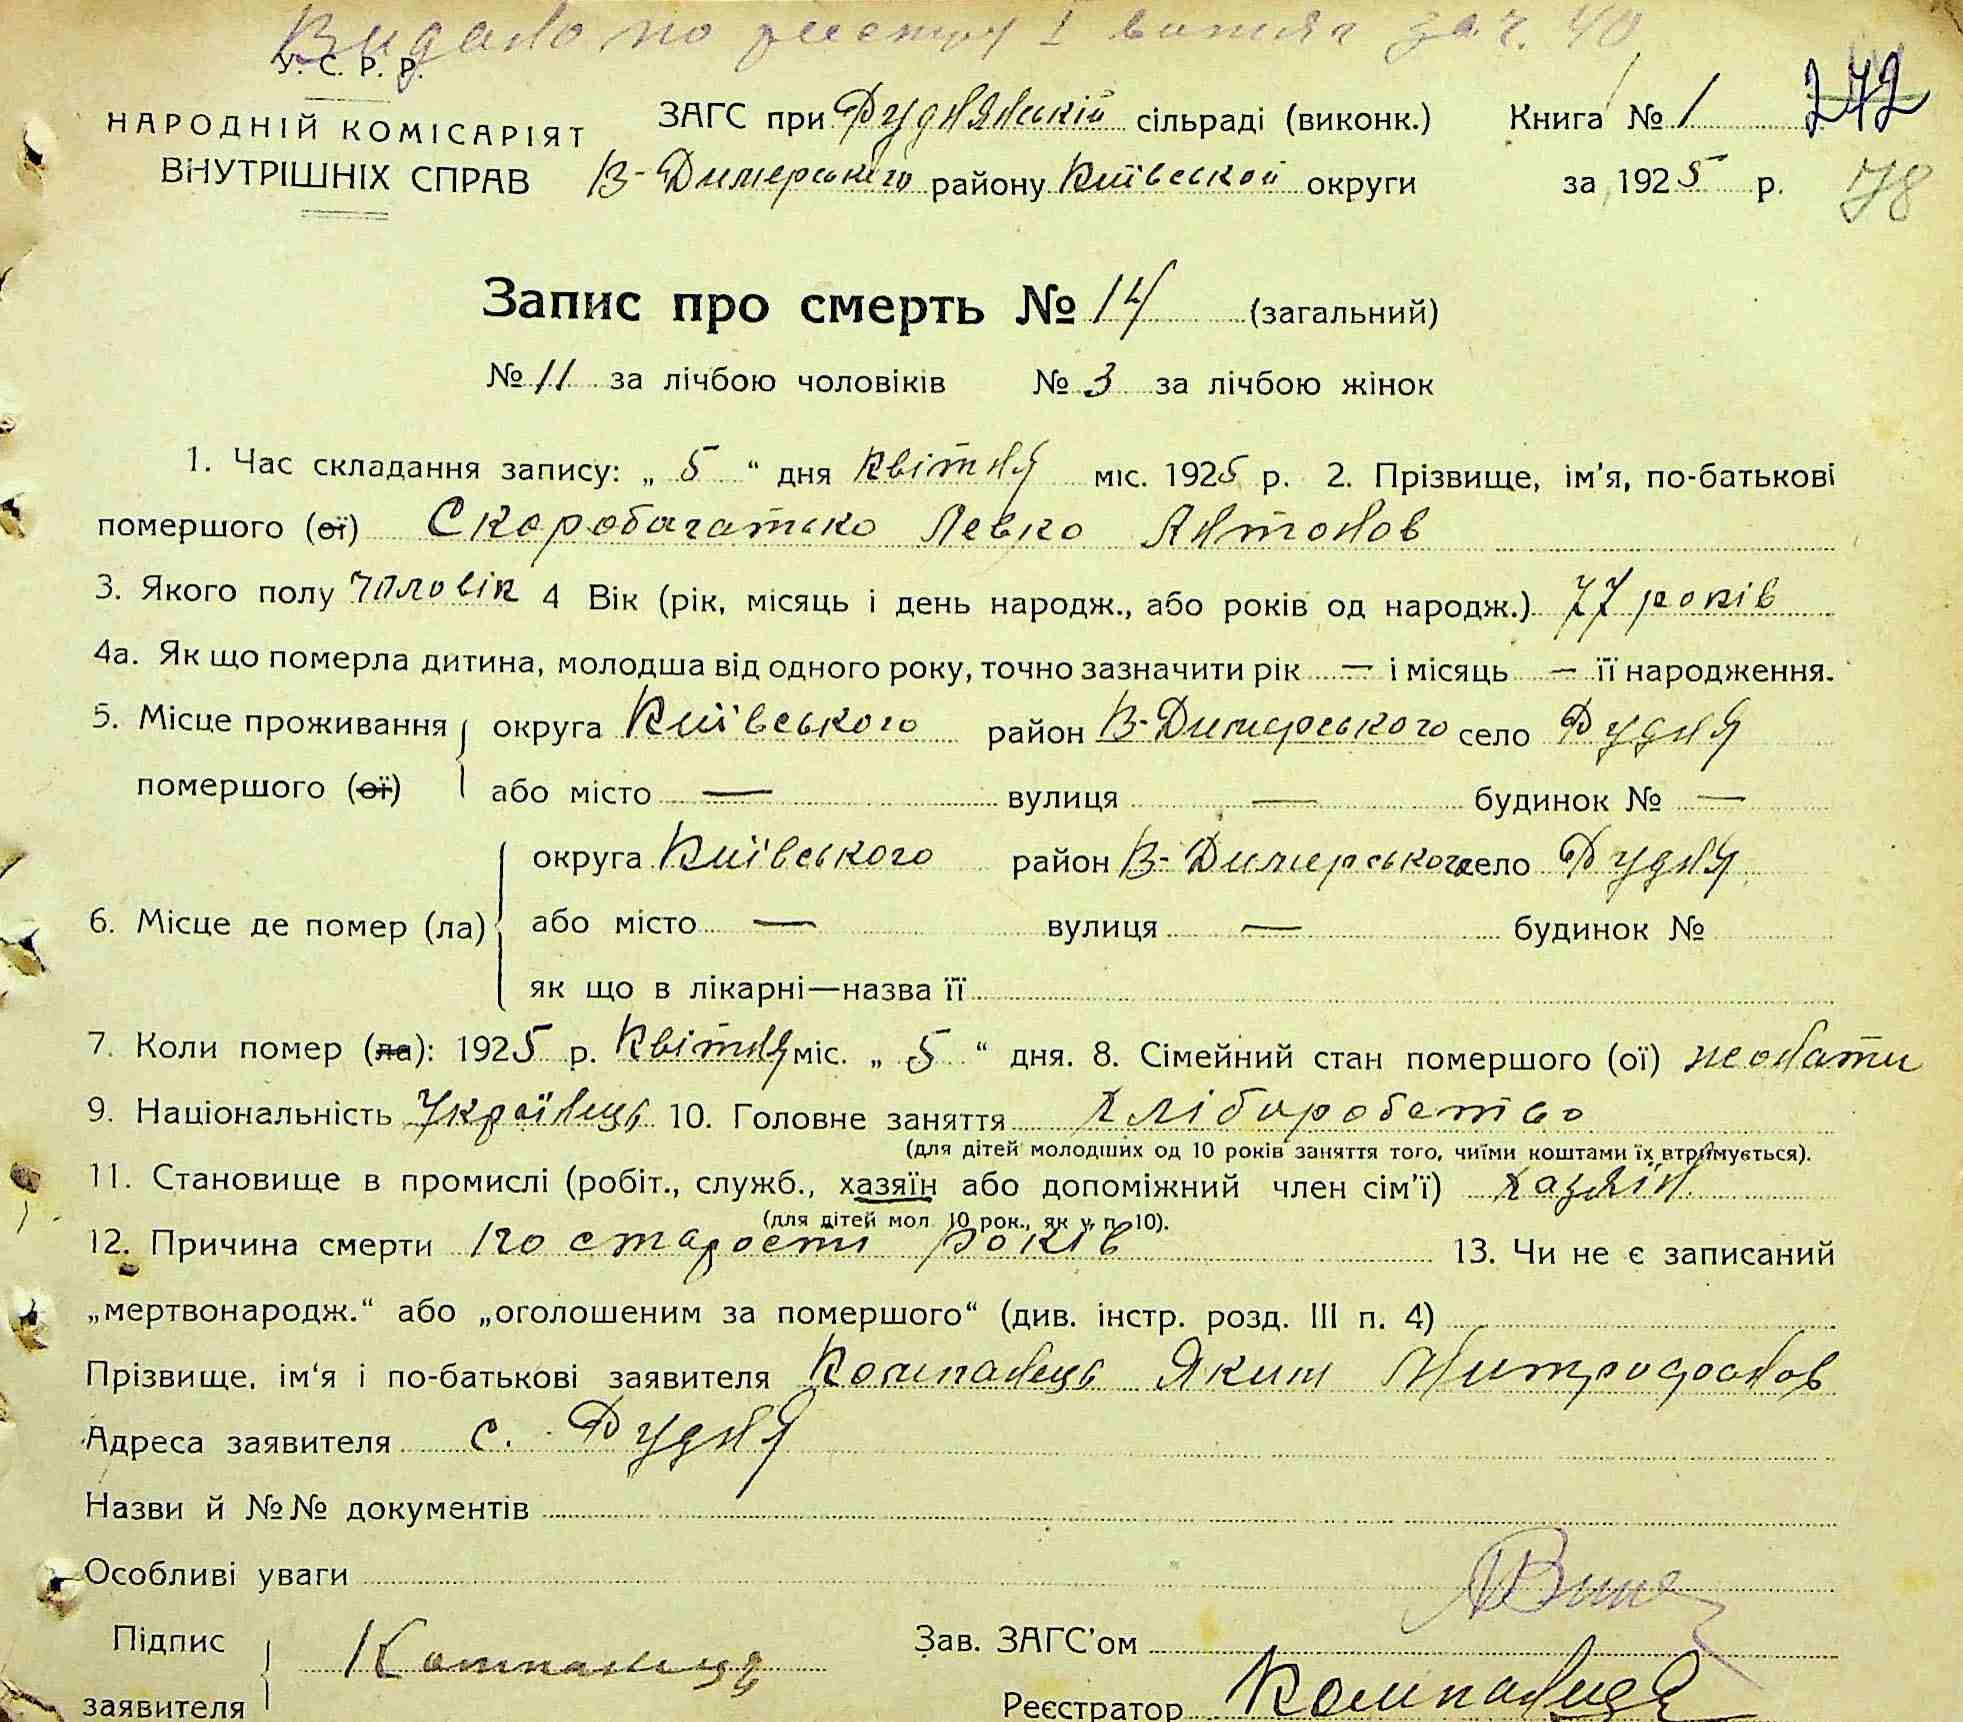 Видано по реєстру І витяг за ч. 40
У. С. Р. Р.
НАРОДНІЙ КОМІСАРІЯТ
ВНУТРІШНІХ СПРАВ
ЗАГС при Руднянській сільраді (виконк.) Книга № 1 272
В-Димерського району Київської округи за 1925 р. 78
Запис про смерть № 14 (загальний)
№ 11 за лічбою чоловіків № 3 за лічбою жінок
1. Час складання запису: „ 5 “ дня Квітня міс. 1925 р. 2. Прізвище, ім'я, по-батькові
помершого (ої) Скоробагатько Левко Антонов
3. Якого полу чоловік 4 Вік (рік, місяць і день народж., або років од народж.) 77 років
4а. Як що померла дитина, молодша від одного року, точно зазначити рік — і місяць — її народження.
5. Місце проживання округа Київського район В-Димерського село Рудня
помершого (ої) або місто — вулиця — будинок № —
округа Київського район В-Димерського село Рудня
6. Місце де помер (ла) або місто — вулиця — будинок №
як що в лікарні—назва її
7. Коли помер (ла): 1925 р. Квітня міс. „ 5 “ дня. 8. Сімейний стан помершого (ої) жонати
9. Національність Українець 10. Головне заняття Хліборобство
(для дітей молодших од 10 років заняття того, чиїми коштами їх втримується).
11. Становище в промислі (робіт., служб., хазяїн або допоміжний член сім'ї) Хазяїн
(для дітей мол. 10 рок., як у п. 10).
12. Причина смерти по старости років 13. Чи не є записаний
„мертвонародж.“ або „оголошеним за помершого“ (див. інстр. розд. III п. 4)
Прізвище, ім'я і по-батькові заявителя Компанець Яким Митрофанов
Адреса заявителя с. Рудня
Назви й №№ документів
Особливі уваги
Підпис Компанець Зав. ЗАГС'ом
заявителя Реєстратор Компанець